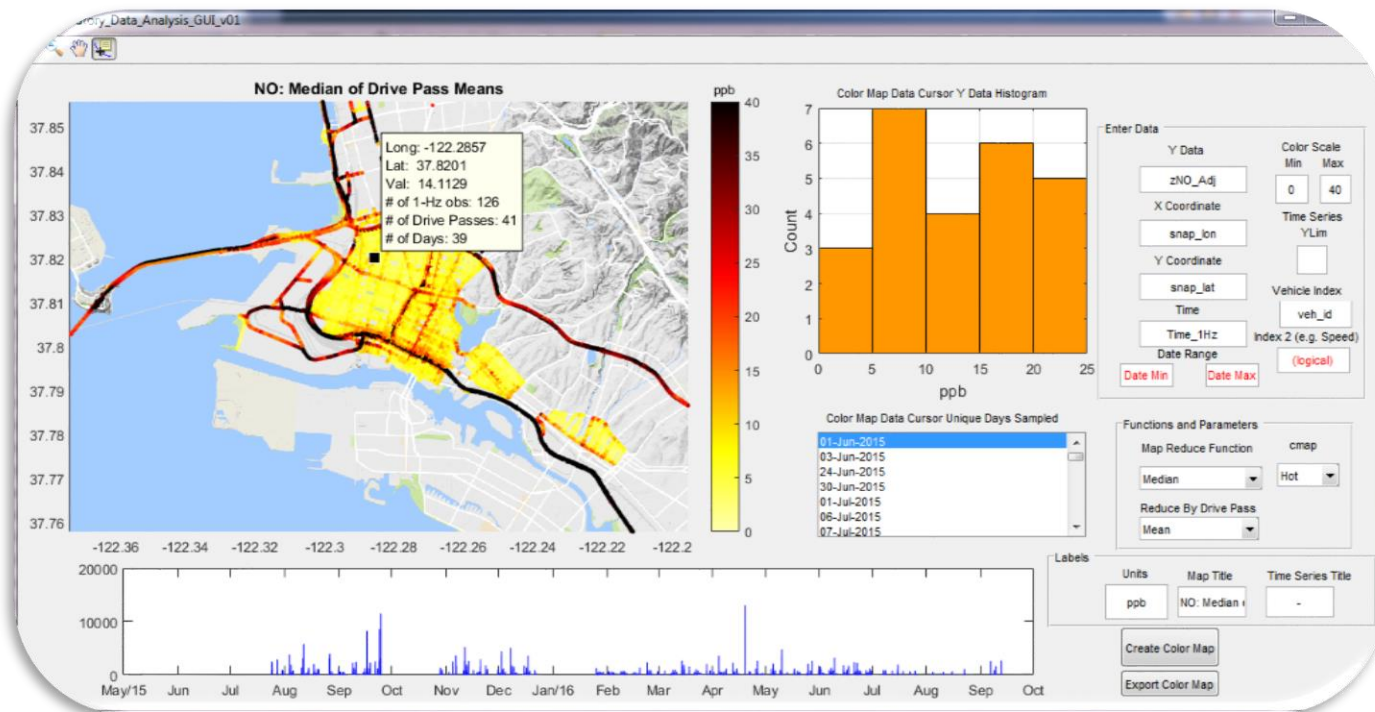 ory_Data_Analysis_GUI_v01
NO: Median of Drive Pass Means
ppb
37.85
37.84
37.83
37.82
37.81
37.8
37.79
37.78
37.77
37.76
-122.36
-122.34
-122.32
-122.3
-122.28
-122.26
-122.24
-122.22
-122.2
Long: -122.2857
Lat: 37.8201
Val: 14.1129
# of 1-Hz obs: 126
# of Drive Passes: 41
# of Days: 39
40
35
30
25
20
15
10
5
0
Color Map Data Cursor Y Data Histogram
Count
7
6
5
4
3
2
1
0
0 5 10 15 20 25
ppb
Color Map Data Cursor Unique Days Sampled
01-Jun-2015
03-Jun-2015
24-Jun-2015
30-Jun-2015
01-Jul-2015
06-Jul-2015
07-Jul-2015
Enter Data
Y Data
zNO_Adj
X Coordinate
snap_lon
Y Coordinate
snap_lat
Time
Time_1Hz
Date Range
Date Min
Date Max
Color Scale
Min Max
0 40
Time Series
YLim
Vehicle Index
veh_id
Index 2 (e.g. Speed)
(logical)
Functions and Parameters
Map Reduce Function
Median
cmap
Hot
Reduce By Drive Pass
Mean
Labels
Units
ppb
Map Title
NO: Median
Time Series Title
-
Create Color Map
Export Color Map
20000
10000
0
May/15 Jun Jul Aug Sep Oct Nov Dec Jan/16 Feb Mar Apr May Jun Jul Aug Sep Oct